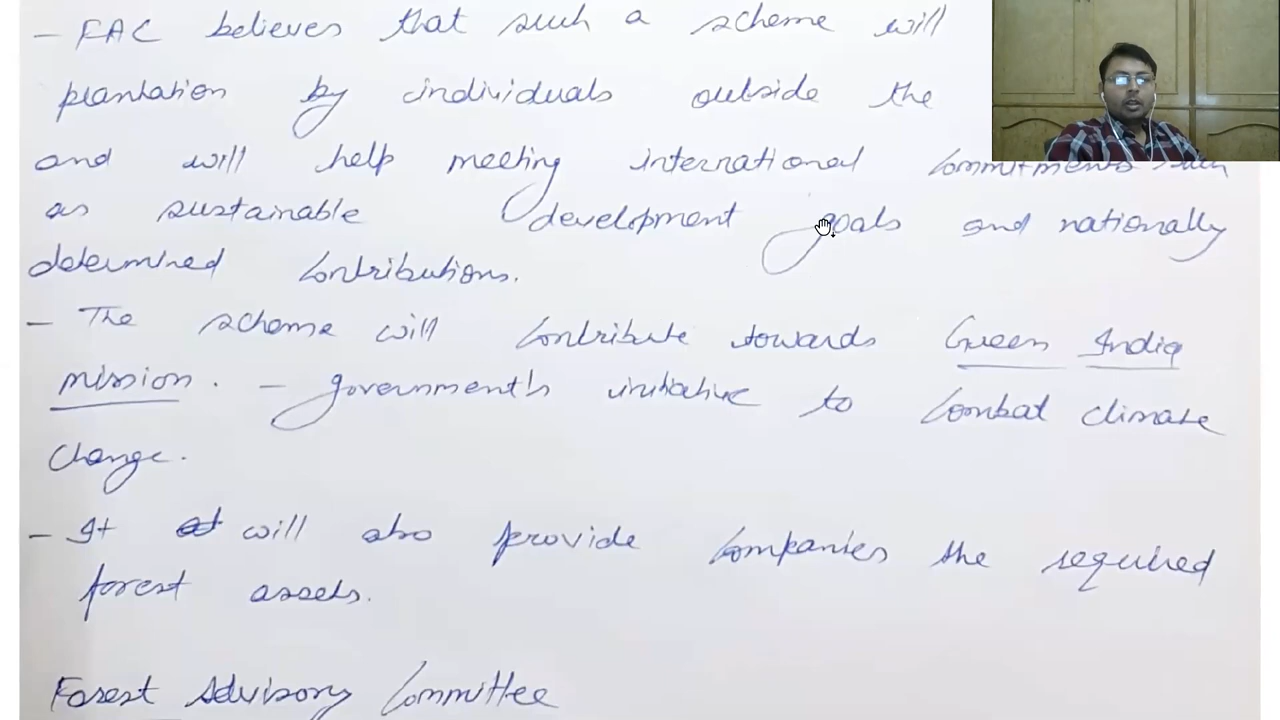 - FAC believes that such a scheme will
plantation by individuals outside the
and will help meeting international commitments such
as sustainable development goals and nationally
determined contributions.
- The scheme will contribute towards Green India
mission. - government's initiative to combat climate
change.
- It will also provide companies the required
forest assets.
Forest Advisory Committee